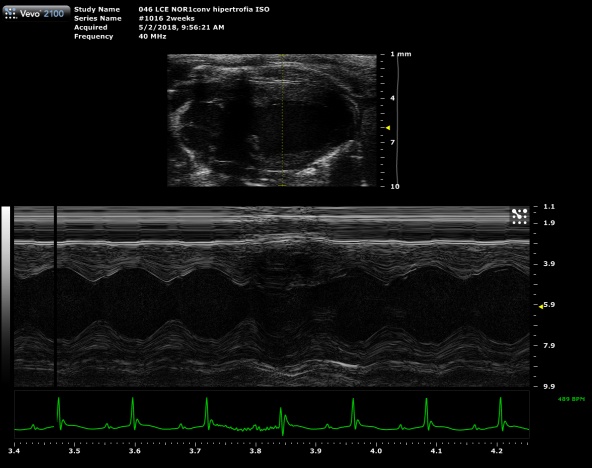 Vevo 2100
Study Name 046 LCE NOR1conv hipertrofia ISO
Series Name #1016 2weeks
Acquired 5/2/2018, 9:56:21 AM
Frequency 40 MHz
1 mm
4
7
10
1.1
1.9
3.9
5.9
7.9
9.9
489 BPM
3.4 3.5 3.6 3.7 3.8 3.9 4.0 4.1 4.2